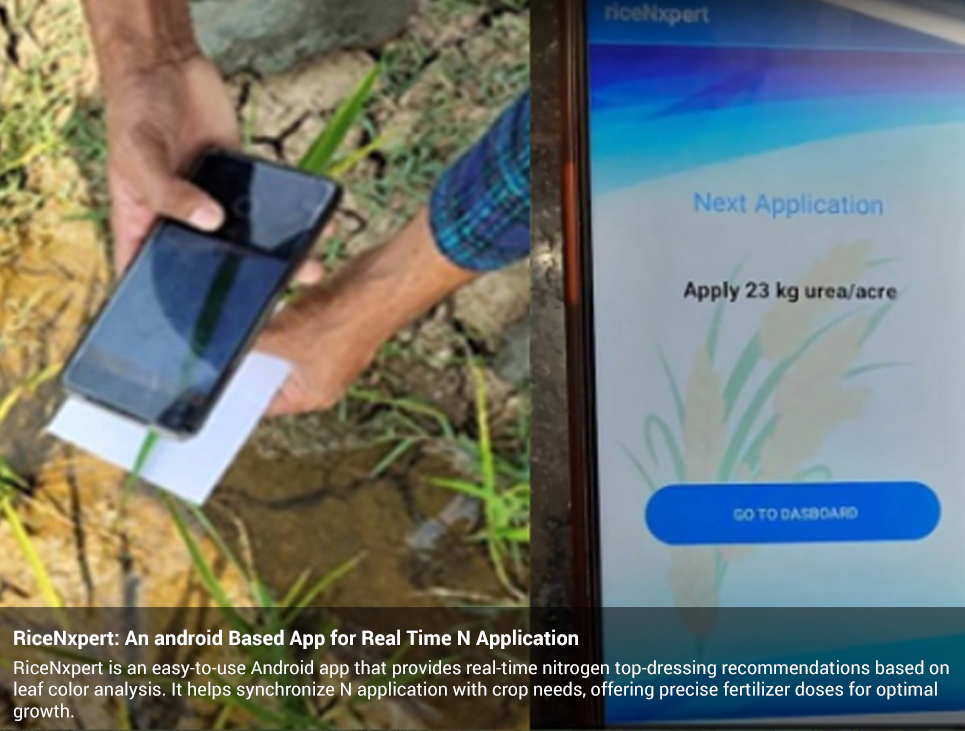 riceNxpert
Next Application
Apply 23 kg urea/acre
GO TO DASBOARD
RiceNxpert: An android Based App for Real Time N Application
RiceNxpert is an easy-to-use Android app that provides real-time nitrogen top-dressing recommendations based on
leaf color analysis. It helps synchronize N application with crop needs, offering precise fertilizer doses for optimal
growth.